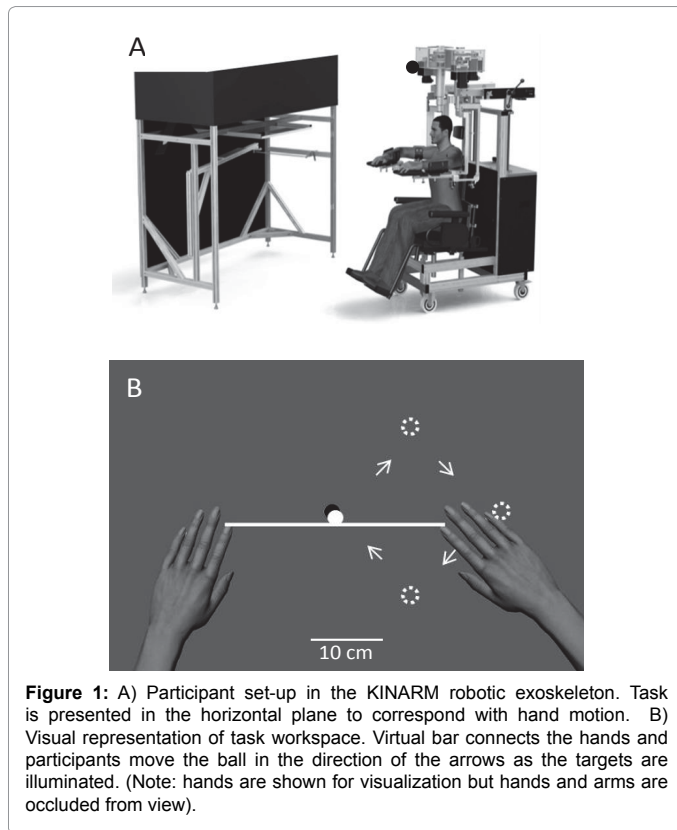 A
B
10 cm
Figure 1: A) Participant set-up in the KINARM robotic exoskeleton. Task
is presented in the horizontal plane to correspond with hand motion. B)
Visual representation of task workspace. Virtual bar connects the hands and
participants move the ball in the direction of the arrows as the targets are
illuminated. (Note: hands are shown for visualization but hands and arms are
occluded from view).